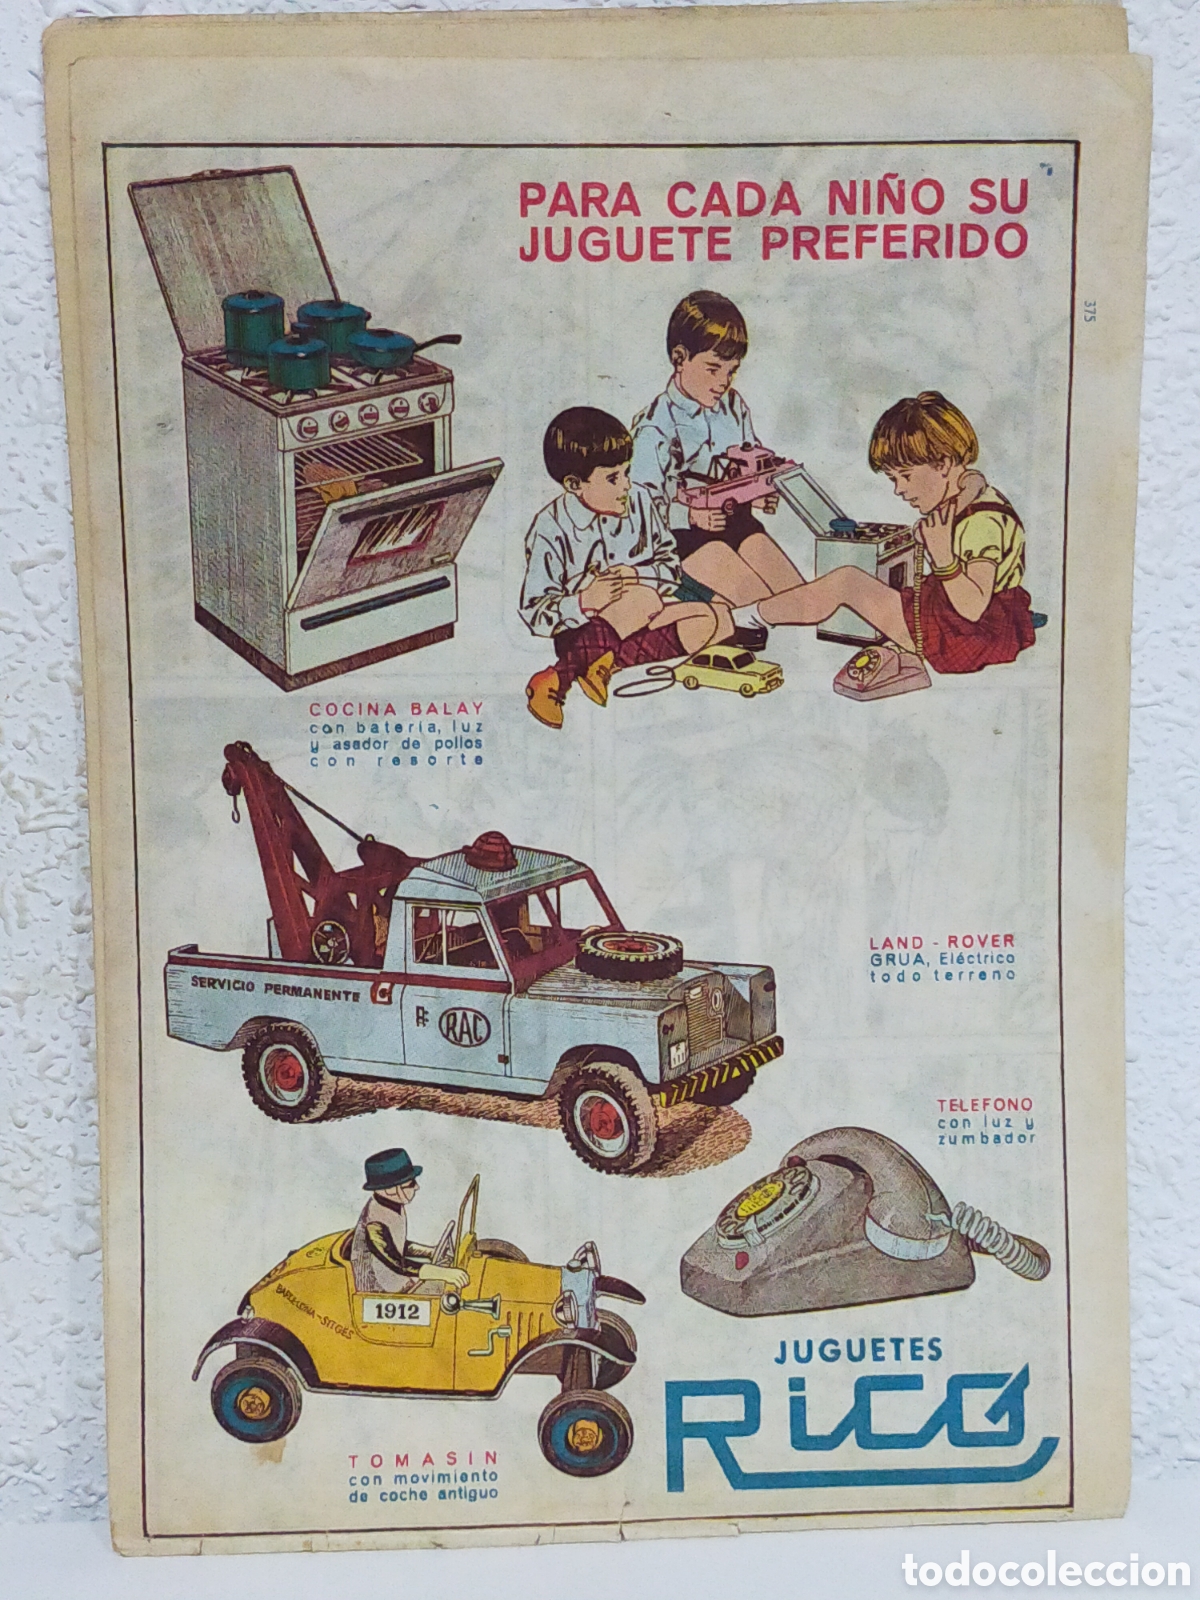 PARA CADA NIÑO SU
JUGUETE PREFERIDO
375
COCINA BALAY
con bateria, luz
y asador de pollos
con resorte
SERVICIO PERMANENTE G
RAC
LAND - ROVER
GRUA, Eléctrico
todo terreno
TELEFONO
con luz y
zumbador
1912
BARCELONA-SITGES
TOMASIN
con movimiento
de coche antiguo
JUGUETES
RiCO
todocoleccion